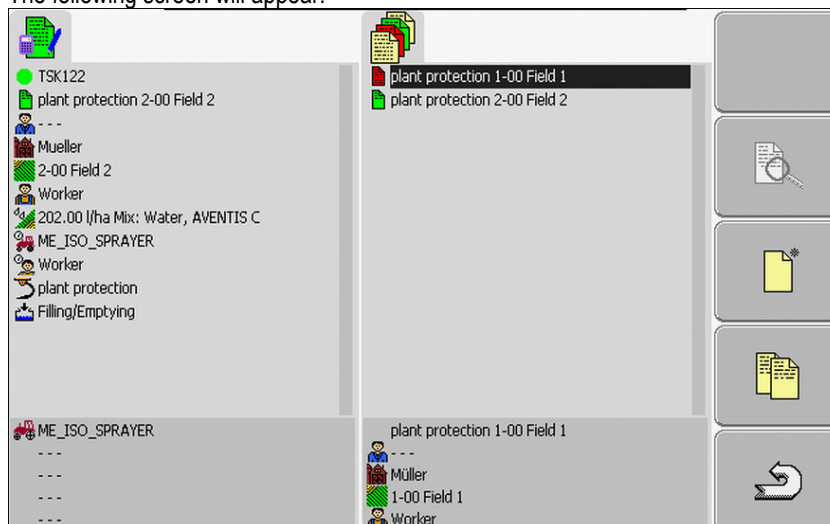 The following screen will appear:
TSK122
plant protection 2-00 Field 2
---
Mueller
2-00 Field 2
Worker
202.00 l/ha Mix: Water, AVENTIS C
ME_ISO_SPRAYER
Worker
plant protection
Filling/Emptying
ME_ISO_SPRAYER
---
---
---
---
plant protection 1-00 Field 1
plant protection 2-00 Field 2
plant protection 1-00 Field 1
---
Müller
1-00 Field 1
Worker